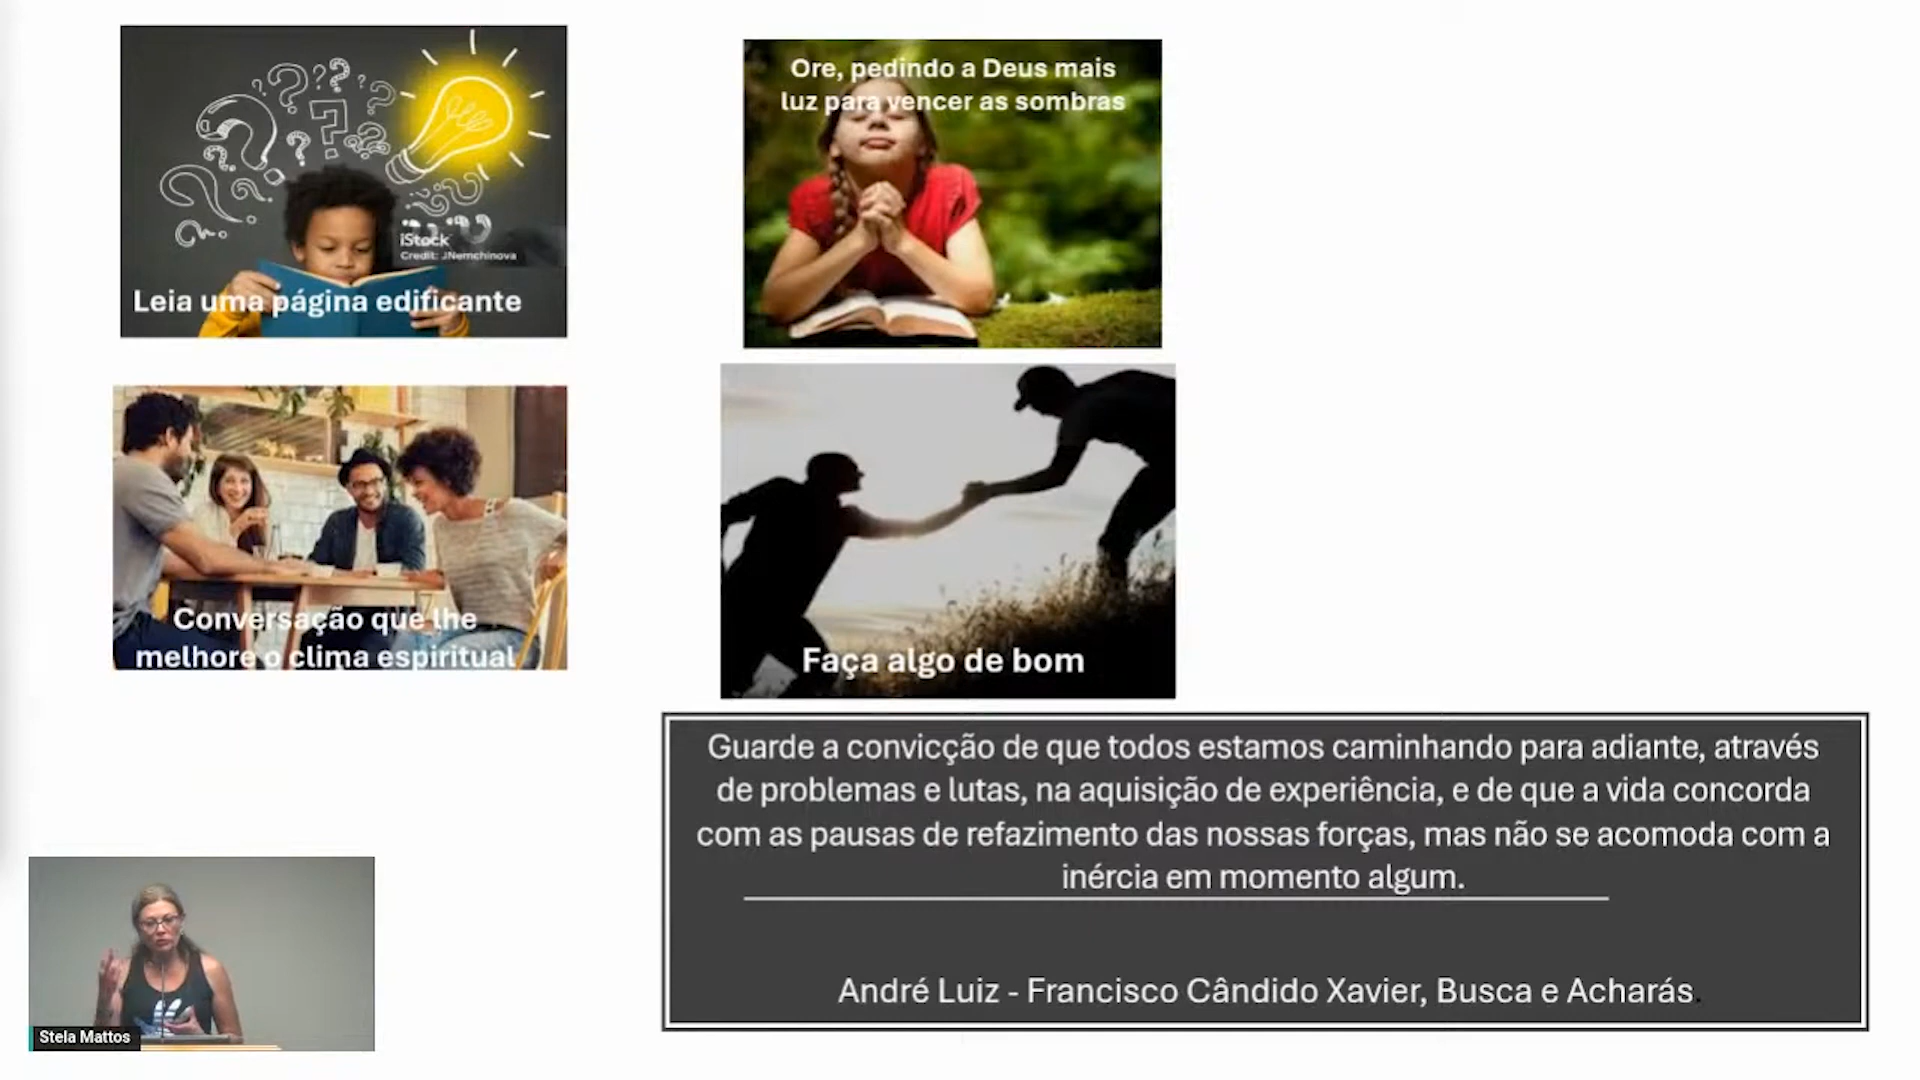 iStock
Credit: JNemchinova
Leia uma página edificante
Ore, pedindo a Deus mais
luz para vencer as sombras
Conversação que lhe
melhore o clima espiritual
Faça algo de bom
Guarde a convicção de que todos estamos caminhando para adiante, através
de problemas e lutas, na aquisição de experiência, e de que a vida concorda
com as pausas de refazimento das nossas forças, mas não se acomoda com a
inércia em momento algum.
André Luiz - Francisco Cândido Xavier, Busca e Acharás.
Stela Mattos